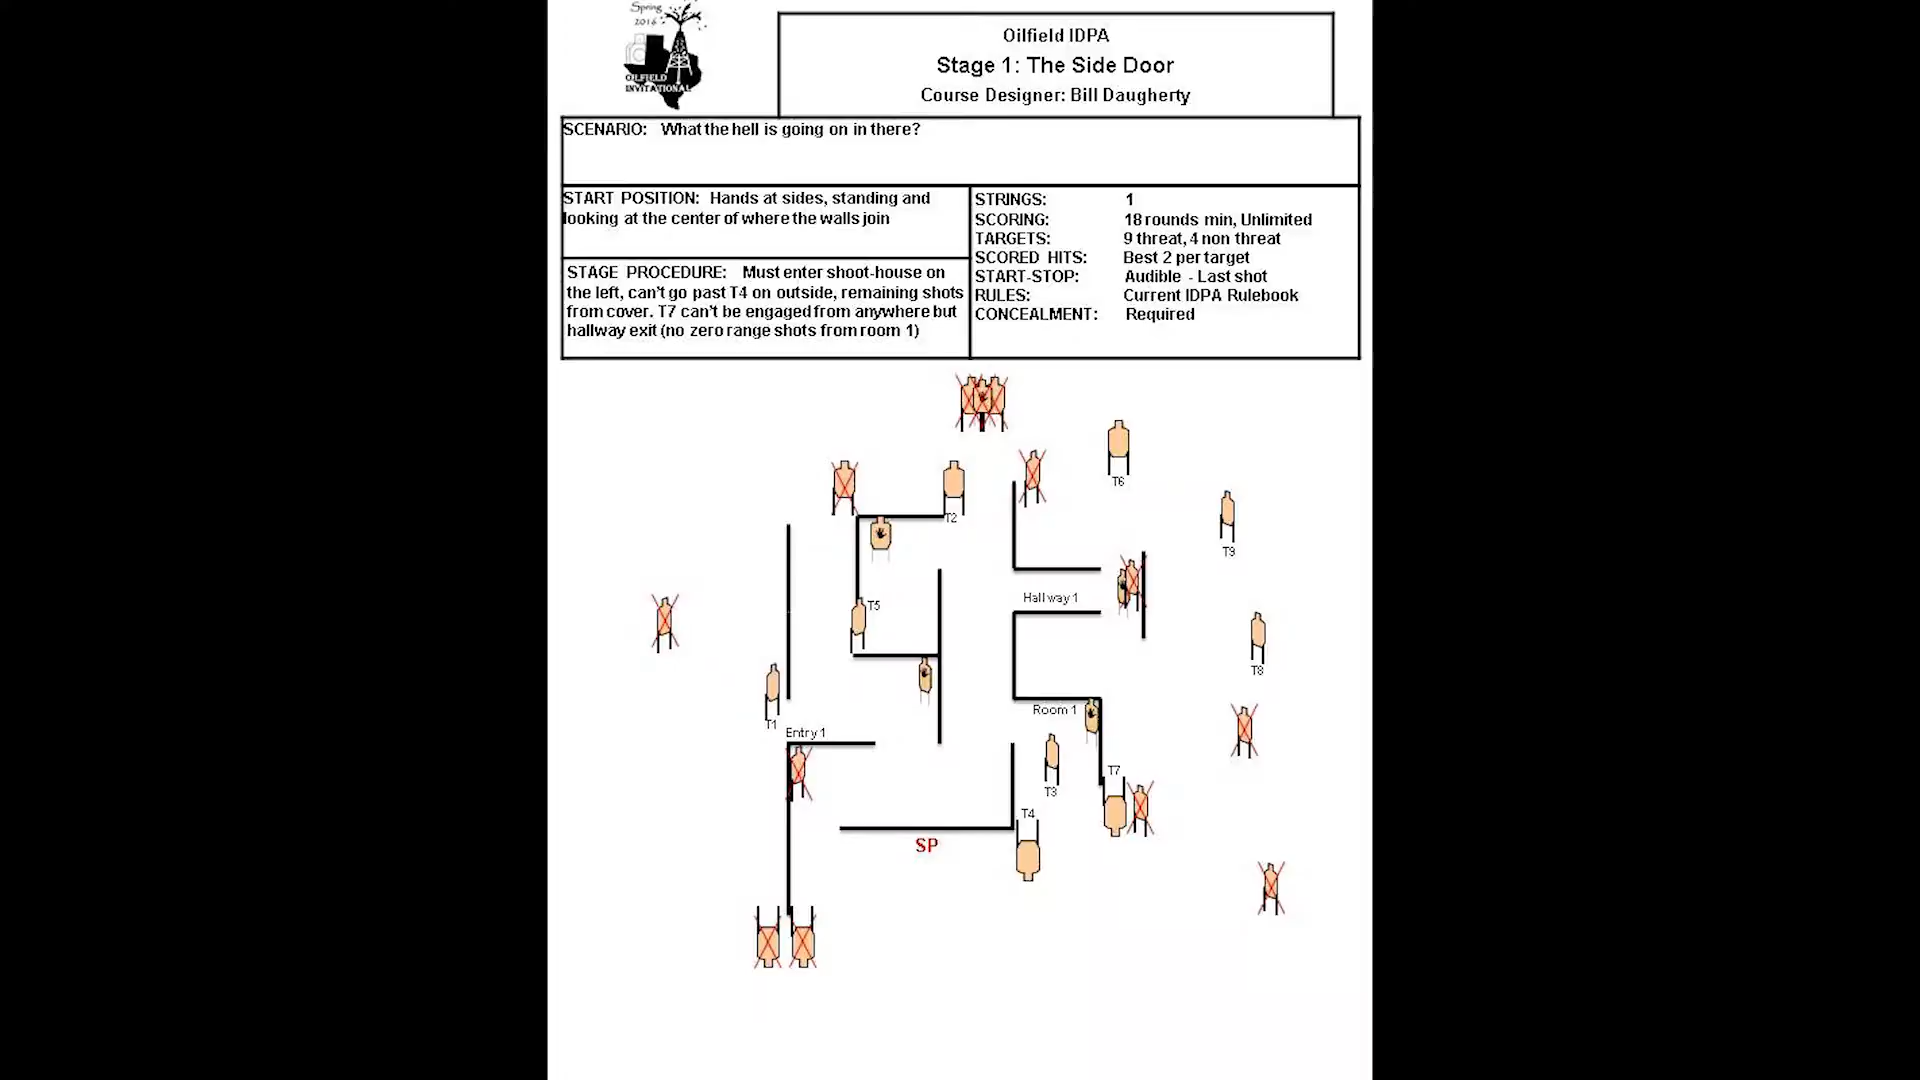 Spring
2016
OILFIELD
INVITATIONAL
Oilfield IDPA
Stage 1: The Side Door
Course Designer: Bill Daugherty
SCENARIO: What the hell is going on in there?
START POSITION: Hands at sides, standing and
looking at the center of where the walls join
STAGE PROCEDURE: Must enter shoot-house on
the left, can't go past T4 on outside, remaining shots
from cover. T7 can't be engaged from anywhere but
hallway exit (no zero range shots from room 1)
STRINGS: 1
SCORING: 18 rounds min, Unlimited
TARGETS: 9 threat, 4 non threat
SCORED HITS: Best 2 per target
START-STOP: Audible - Last shot
RULES: Current IDPA Rulebook
CONCEALMENT: Required
T6
T2
T9
Hallway 1
T5
T8
Room 1
T1
Entry 1
T7
T3
T4
SP